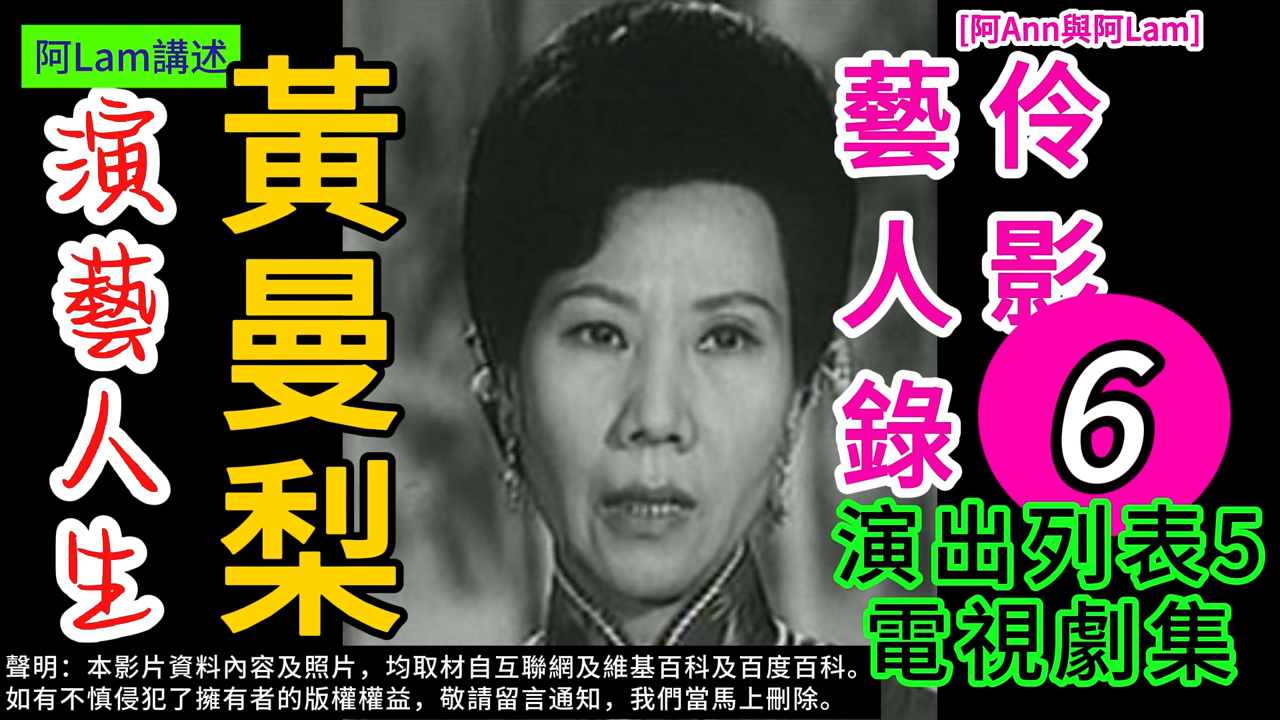 阿Lam講述
演藝人生
黃曼梨
[阿Ann與阿Lam]
伶影
藝人錄
6
演出列表5
電視劇集
聲明：本影片資料內容及照片，均取材自互聯網及維基百科及百度百科。
如有不慎侵犯了擁有者的版權權益，敬請留言通知，我們當馬上刪除。